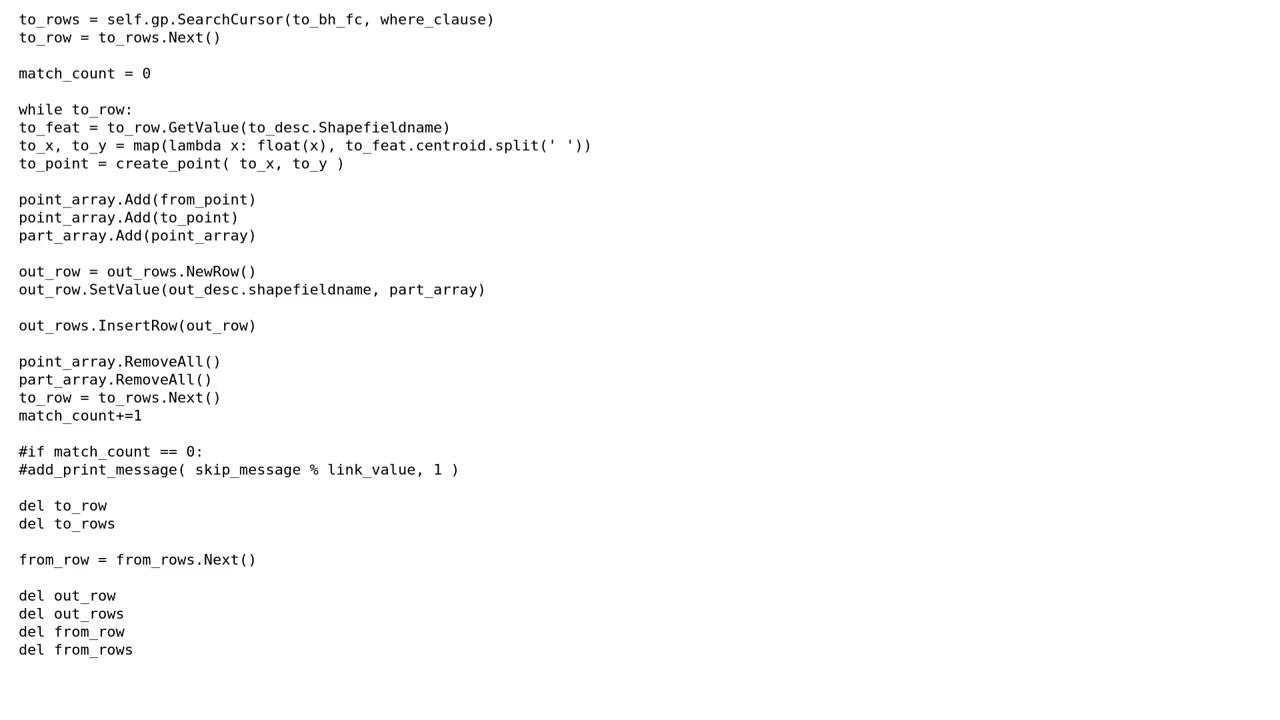 to_rows = self.gp.SearchCursor(to_bh_fc, where_clause)
to_row = to_rows.Next()

match_count = 0

while to_row:
to_feat = to_row.GetValue(to_desc.Shapefieldname)
to_x, to_y = map(lambda x: float(x), to_feat.centroid.split(' '))
to_point = create_point( to_x, to_y )

point_array.Add(from_point)
point_array.Add(to_point)
part_array.Add(point_array)

out_row = out_rows.NewRow()
out_row.SetValue(out_desc.shapefieldname, part_array)

out_rows.InsertRow(out_row)

point_array.RemoveAll()
part_array.RemoveAll()
to_row = to_rows.Next()
match_count+=1

#if match_count == 0:
#add_print_message( skip_message % link_value, 1 )

del to_row
del to_rows

from_row = from_rows.Next()

del out_row
del out_rows
del from_row
del from_rows